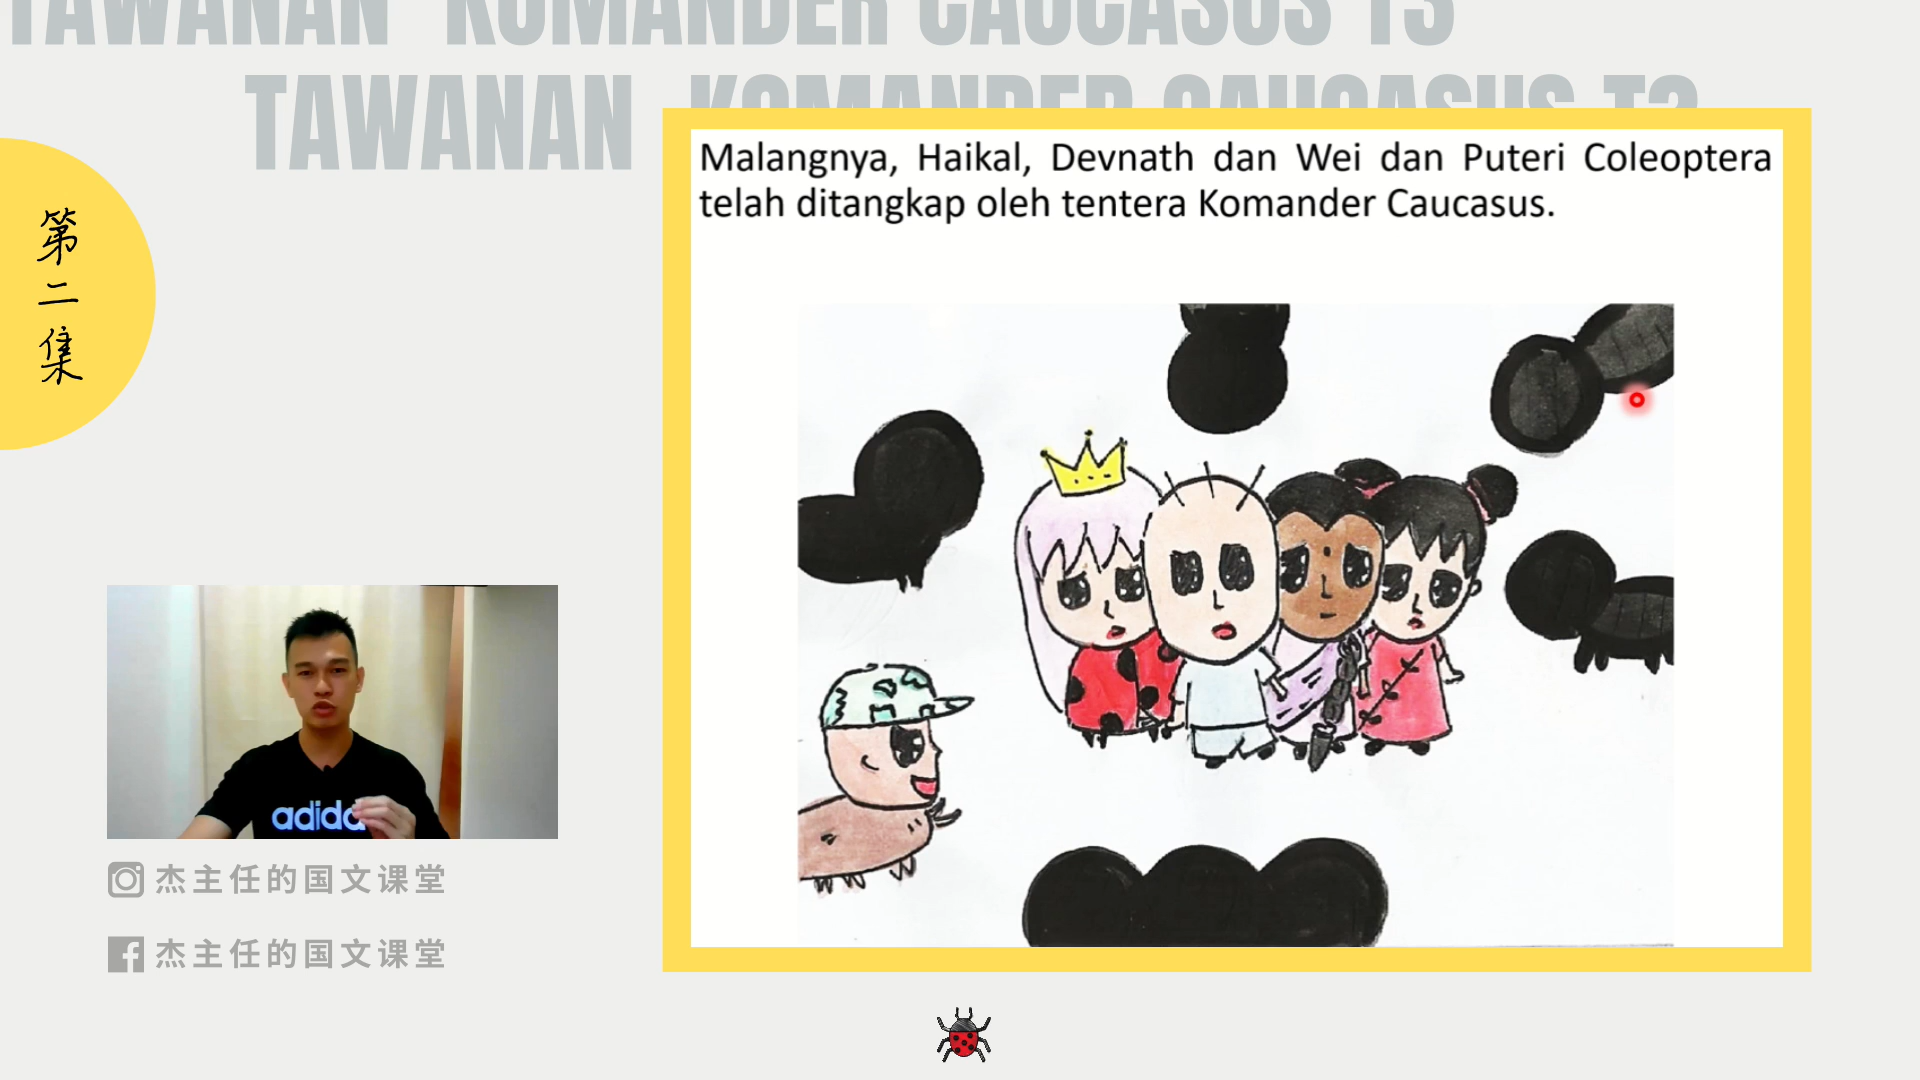 TAWANAN KOMANDER CAUCASUS T3
TAWANAN KOMANDER CAUCASUS T3
第二集
Malangnya, Haikal, Devnath dan Wei dan Puteri Coleoptera
telah ditangkap oleh tentera Komander Caucasus.
adida
杰主任的国文课堂
杰主任的国文课堂